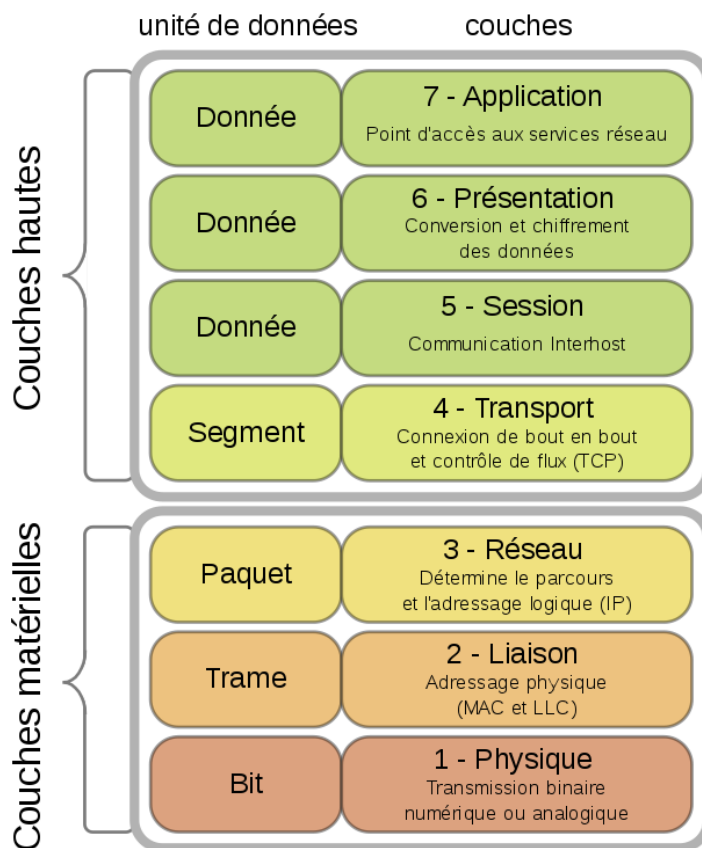 unité de données
couches
Couches hautes
Donnée
7 - Application
Point d'accès aux services réseau
Donnée
6 - Présentation
Conversion et chiffrement
des données
Donnée
5 - Session
Communication Interhost
Segment
4 - Transport
Connexion de bout en bout
et contrôle de flux (TCP)
Couches matérielles
Paquet
3 - Réseau
Détermine le parcours
et l'adressage logique (IP)
Trame
2 - Liaison
Adressage physique
(MAC et LLC)
Bit
1 - Physique
Transmission binaire
numérique ou analogique